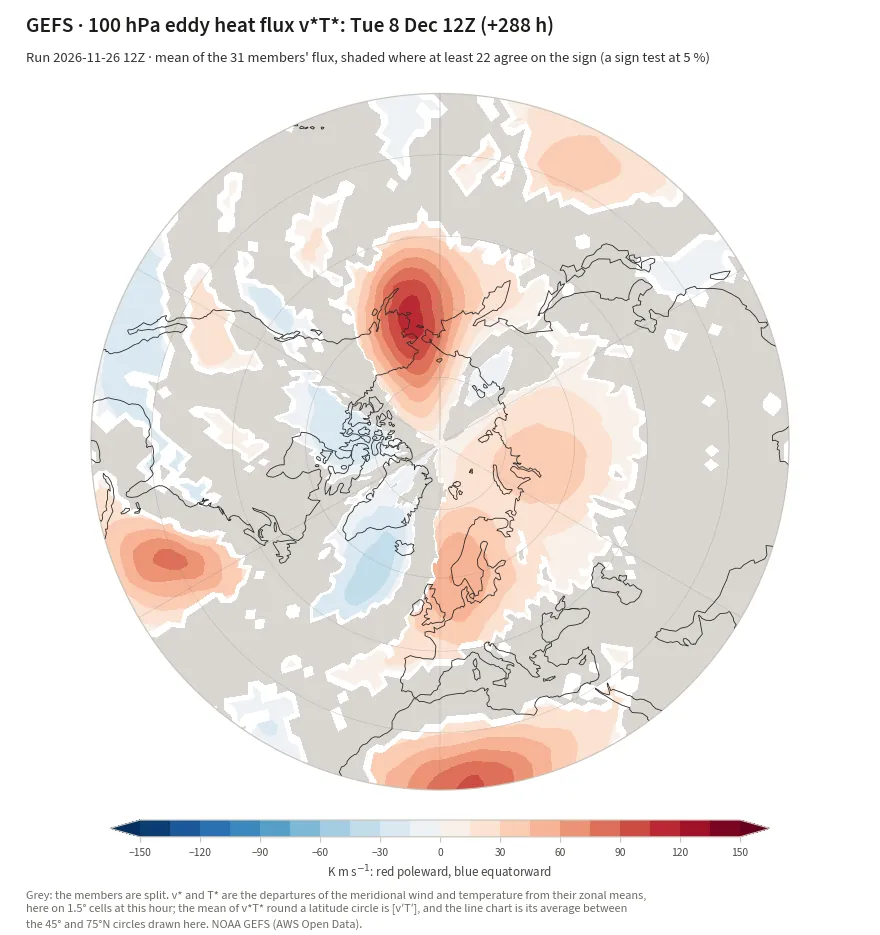 GEFS · 100 hPa eddy heat flux v*T*: Tue 8 Dec 12Z (+288 h)
Run 2026-11-26 12Z · mean of the 31 members' flux, shaded where at least 22 agree on the sign (a sign test at 5 %)
−150 −120 −90 −60 −30 0 30 60 90 120 150
K m s⁻¹: red poleward, blue equatorward
Grey: the members are split. v* and T* are the departures of the meridional wind and temperature from their zonal means,
here on 1.5° cells at this hour; the mean of v*T* round a latitude circle is [v'T'], and the line chart is its average between
the 45° and 75°N circles drawn here. NOAA GEFS (AWS Open Data).